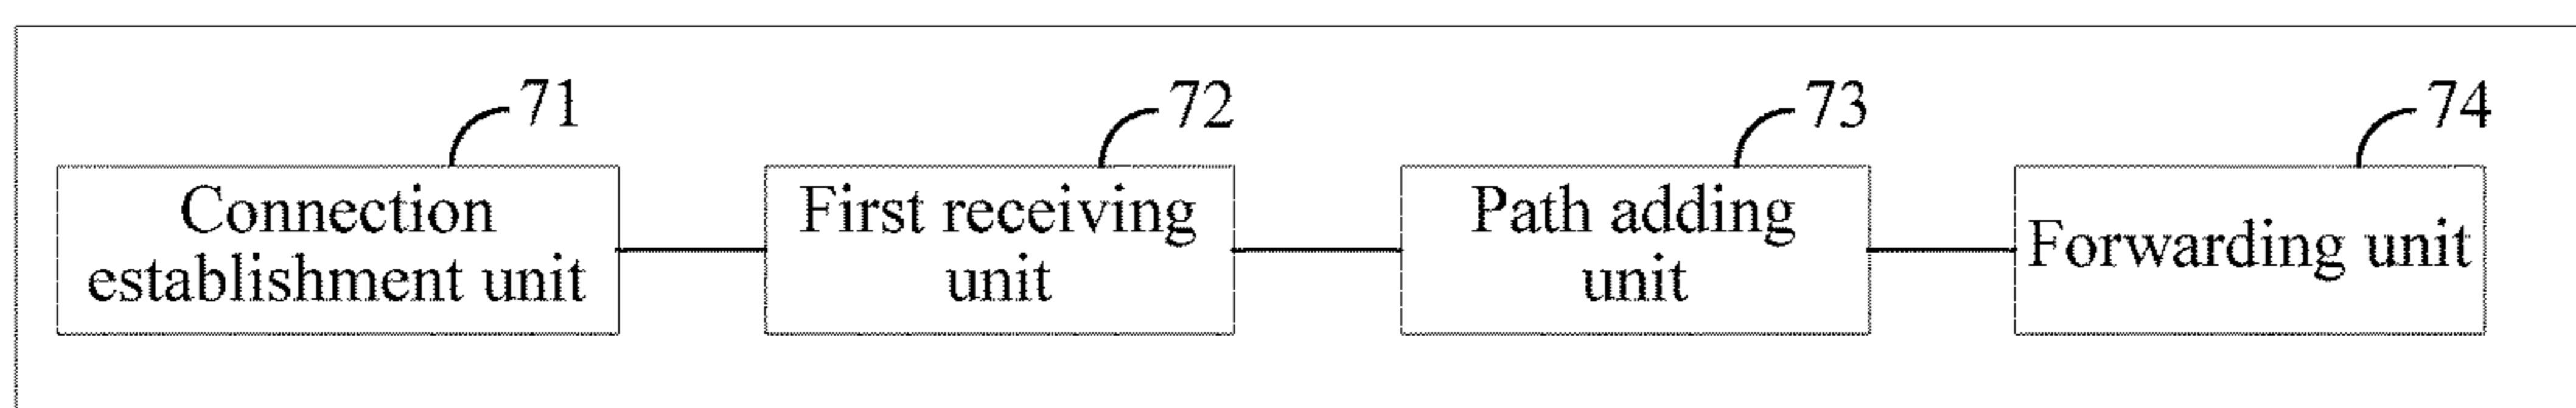 71
72
73
74
Connection
establishment unit
First receiving
unit
Path adding
unit
Forwarding unit